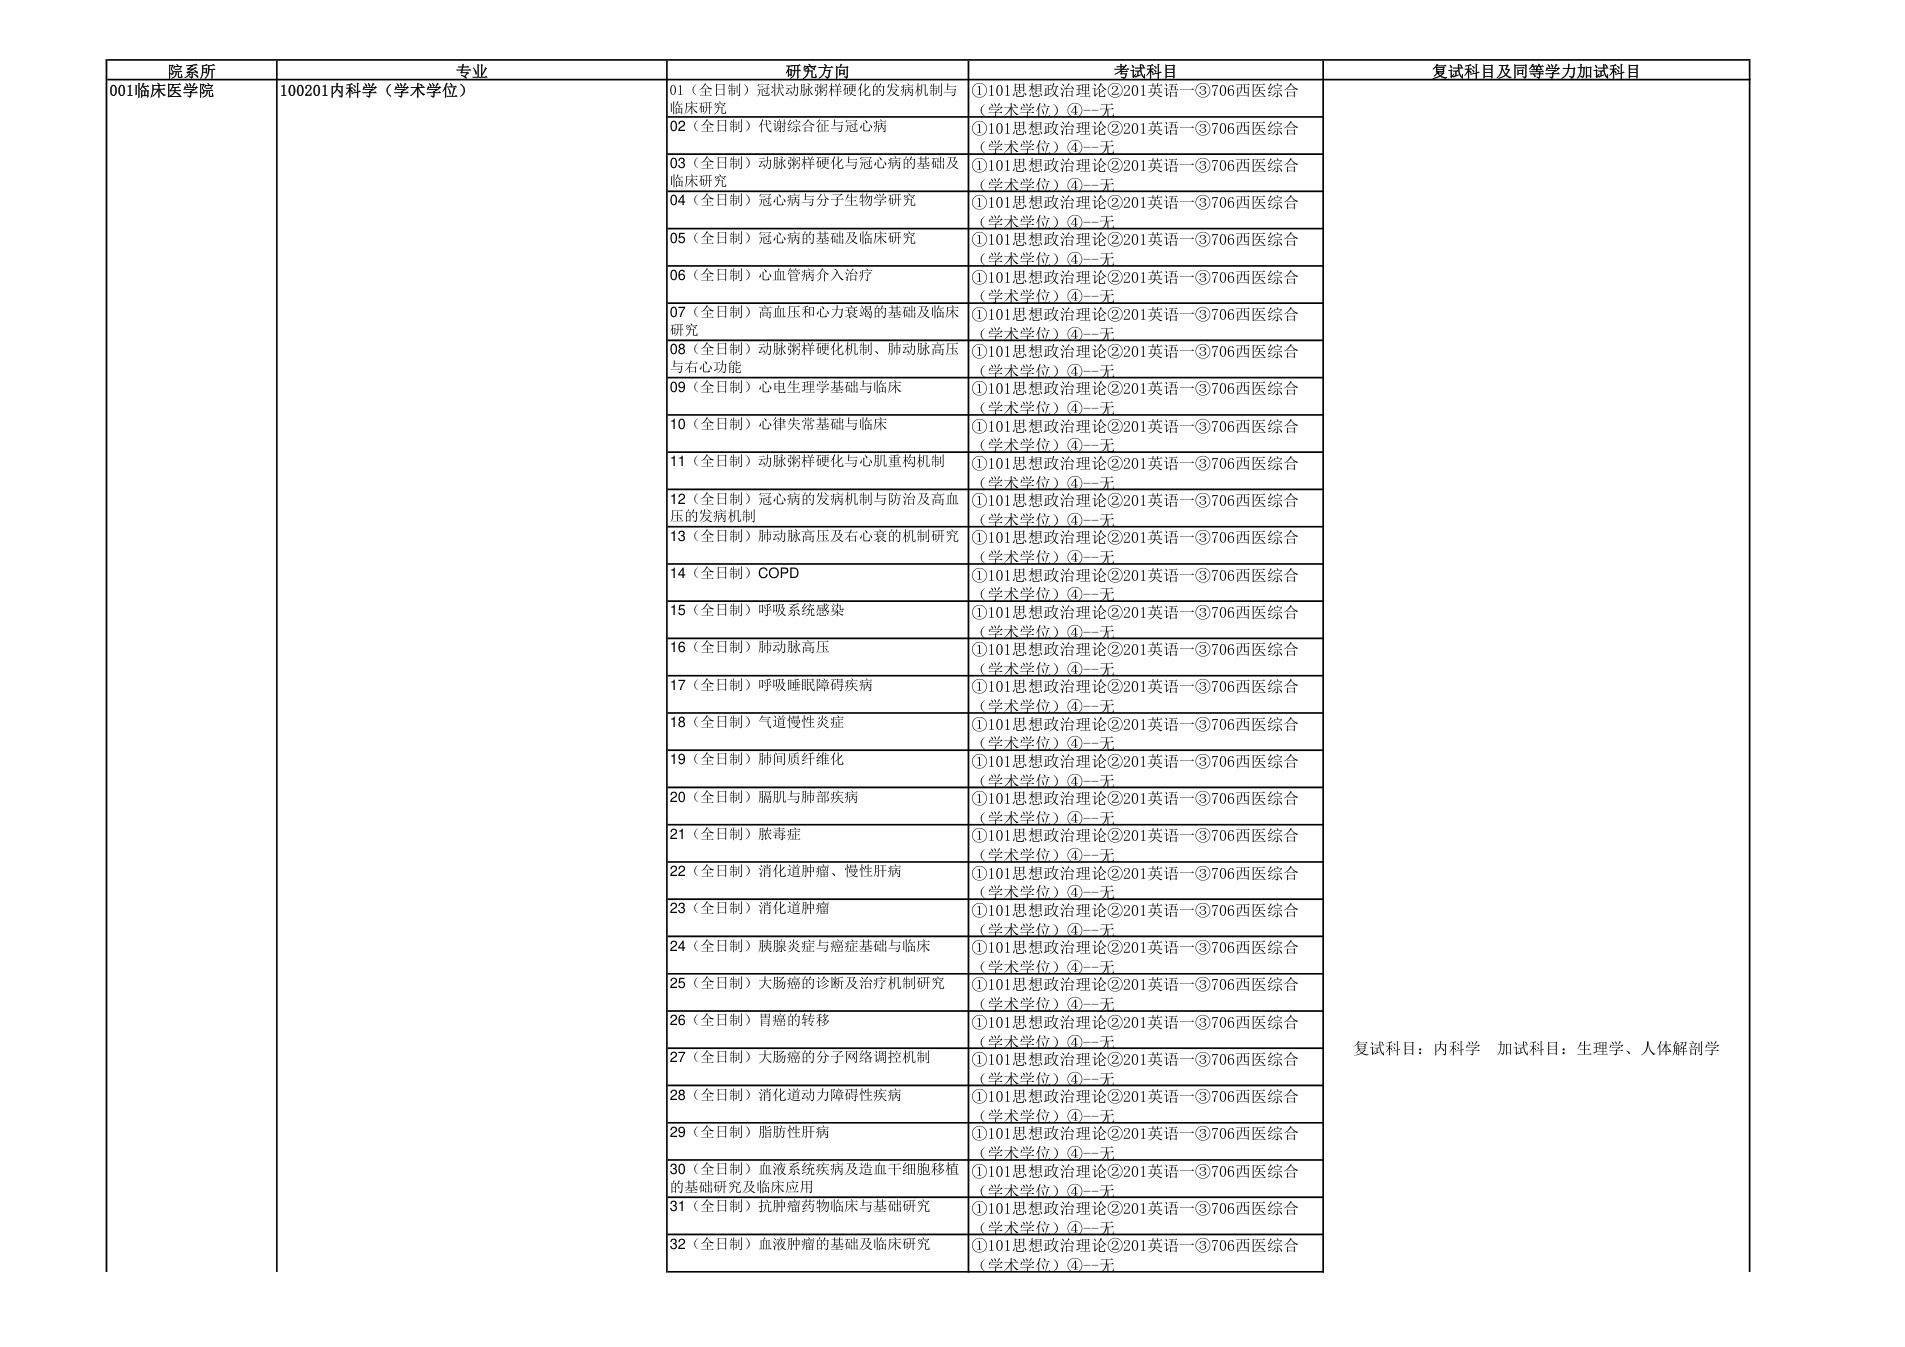 院系所 专业 研究方向 考试科目 复试科目及同等学力加试科目
001临床医学院 100201内科学（学术学位） 01（全日制）冠状动脉粥样硬化的发病机制与 ①101思想政治理论②201英语一③706西医综合
临床研究 （学术学位）④--无
02（全日制）代谢综合征与冠心病 ①101思想政治理论②201英语一③706西医综合
（学术学位）④--无
03（全日制）动脉粥样硬化与冠心病的基础及 ①101思想政治理论②201英语一③706西医综合
临床研究 （学术学位）④--无
04（全日制）冠心病与分子生物学研究 ①101思想政治理论②201英语一③706西医综合
（学术学位）④--无
05（全日制）冠心病的基础及临床研究 ①101思想政治理论②201英语一③706西医综合
（学术学位）④--无
06（全日制）心血管病介入治疗 ①101思想政治理论②201英语一③706西医综合
（学术学位）④--无
07（全日制）高血压和心力衰竭的基础及临床 ①101思想政治理论②201英语一③706西医综合
研究 （学术学位）④--无
08（全日制）动脉粥样硬化机制、肺动脉高压 ①101思想政治理论②201英语一③706西医综合
与右心功能 （学术学位）④--无
09（全日制）心电生理学基础与临床 ①101思想政治理论②201英语一③706西医综合
（学术学位）④--无
10（全日制）心律失常基础与临床 ①101思想政治理论②201英语一③706西医综合
（学术学位）④--无
11（全日制）动脉粥样硬化与心肌重构机制 ①101思想政治理论②201英语一③706西医综合
（学术学位）④--无
12（全日制）冠心病的发病机制与防治及高血 ①101思想政治理论②201英语一③706西医综合
压的发病机制 （学术学位）④--无
13（全日制）肺动脉高压及右心衰的机制研究 ①101思想政治理论②201英语一③706西医综合
（学术学位）④--无
14（全日制）COPD ①101思想政治理论②201英语一③706西医综合
（学术学位）④--无
15（全日制）呼吸系统感染 ①101思想政治理论②201英语一③706西医综合
（学术学位）④--无
16（全日制）肺动脉高压 ①101思想政治理论②201英语一③706西医综合
（学术学位）④--无
17（全日制）呼吸睡眠障碍疾病 ①101思想政治理论②201英语一③706西医综合
（学术学位）④--无
18（全日制）气道慢性炎症 ①101思想政治理论②201英语一③706西医综合
（学术学位）④--无
19（全日制）肺间质纤维化 ①101思想政治理论②201英语一③706西医综合
（学术学位）④--无
20（全日制）膈肌与肺部疾病 ①101思想政治理论②201英语一③706西医综合
（学术学位）④--无
21（全日制）脓毒症 ①101思想政治理论②201英语一③706西医综合
（学术学位）④--无
22（全日制）消化道肿瘤、慢性肝病 ①101思想政治理论②201英语一③706西医综合
（学术学位）④--无
23（全日制）消化道肿瘤 ①101思想政治理论②201英语一③706西医综合
（学术学位）④--无
24（全日制）胰腺炎症与癌症基础与临床 ①101思想政治理论②201英语一③706西医综合
（学术学位）④--无
25（全日制）大肠癌的诊断及治疗机制研究 ①101思想政治理论②201英语一③706西医综合
（学术学位）④--无
26（全日制）胃癌的转移 ①101思想政治理论②201英语一③706西医综合
（学术学位）④--无
复试科目：内科学　加试科目：生理学、人体解剖学
27（全日制）大肠癌的分子网络调控机制 ①101思想政治理论②201英语一③706西医综合
（学术学位）④--无
28（全日制）消化道动力障碍性疾病 ①101思想政治理论②201英语一③706西医综合
（学术学位）④--无
29（全日制）脂肪性肝病 ①101思想政治理论②201英语一③706西医综合
（学术学位）④--无
30（全日制）血液系统疾病及造血干细胞移植 ①101思想政治理论②201英语一③706西医综合
的基础研究及临床应用 （学术学位）④--无
31（全日制）抗肿瘤药物临床与基础研究 ①101思想政治理论②201英语一③706西医综合
（学术学位）④--无
32（全日制）血液肿瘤的基础及临床研究 ①101思想政治理论②201英语一③706西医综合
（学术学位）④--无